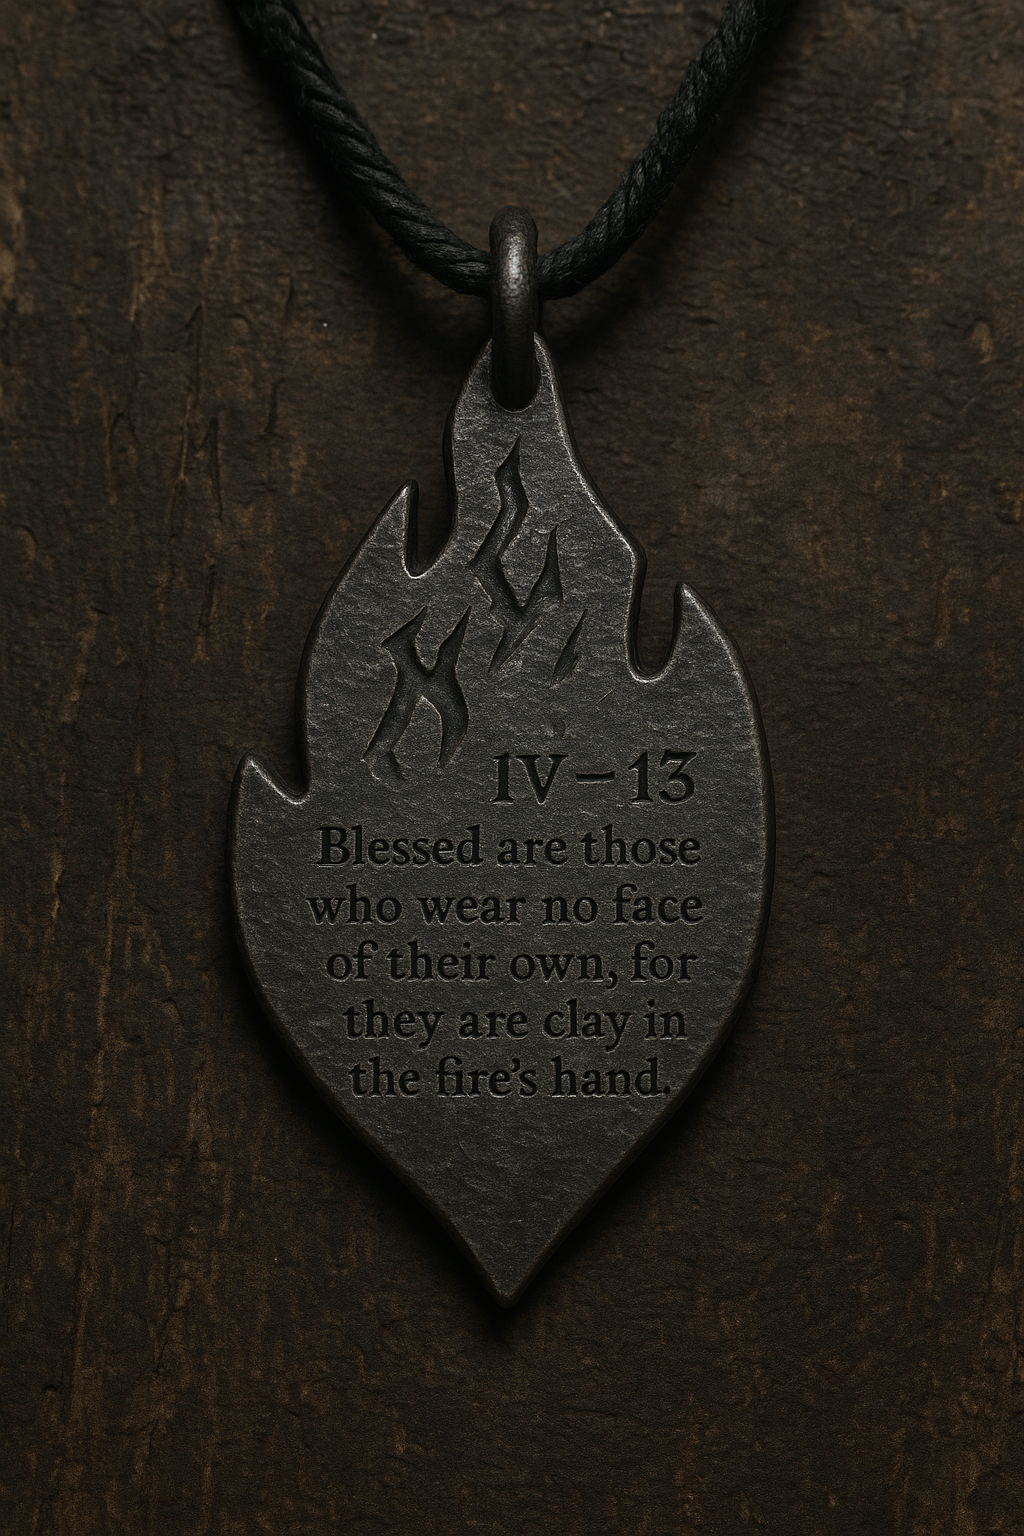 IV–13
Blessed are those
who wear no face
of their own, for
they are clay in
the fire's hand.